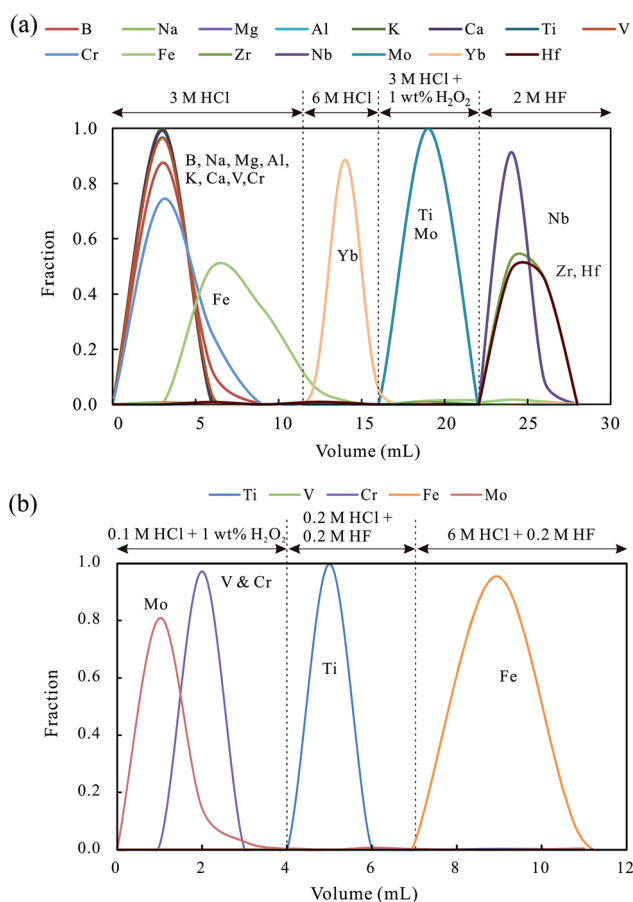 (a)
B Na Mg Al K Ca Ti V
Cr Fe Zr Nb Mo Yb Hf
3 M HCl 6 M HCl 3 M HCl + 1 wt% H₂O₂ 2 M HF
1.0
0.8
0.6
0.4
0.2
0.0
Fraction
B, Na, Mg, Al,
K, Ca,V,Cr
Fe
Yb
Ti
Mo
Nb
Zr, Hf
0 5 10 15 20 25 30
Volume (mL)
(b)
Ti V Cr Fe Mo
0.1 M HCl + 1 wt% H₂O₂ 0.2 M HCl + 0.2 M HF 6 M HCl + 0.2 M HF
1.0
0.8
0.6
0.4
0.2
0.0
Fraction
Mo
V & Cr
Ti
Fe
0 2 4 6 8 10 12
Volume (mL)